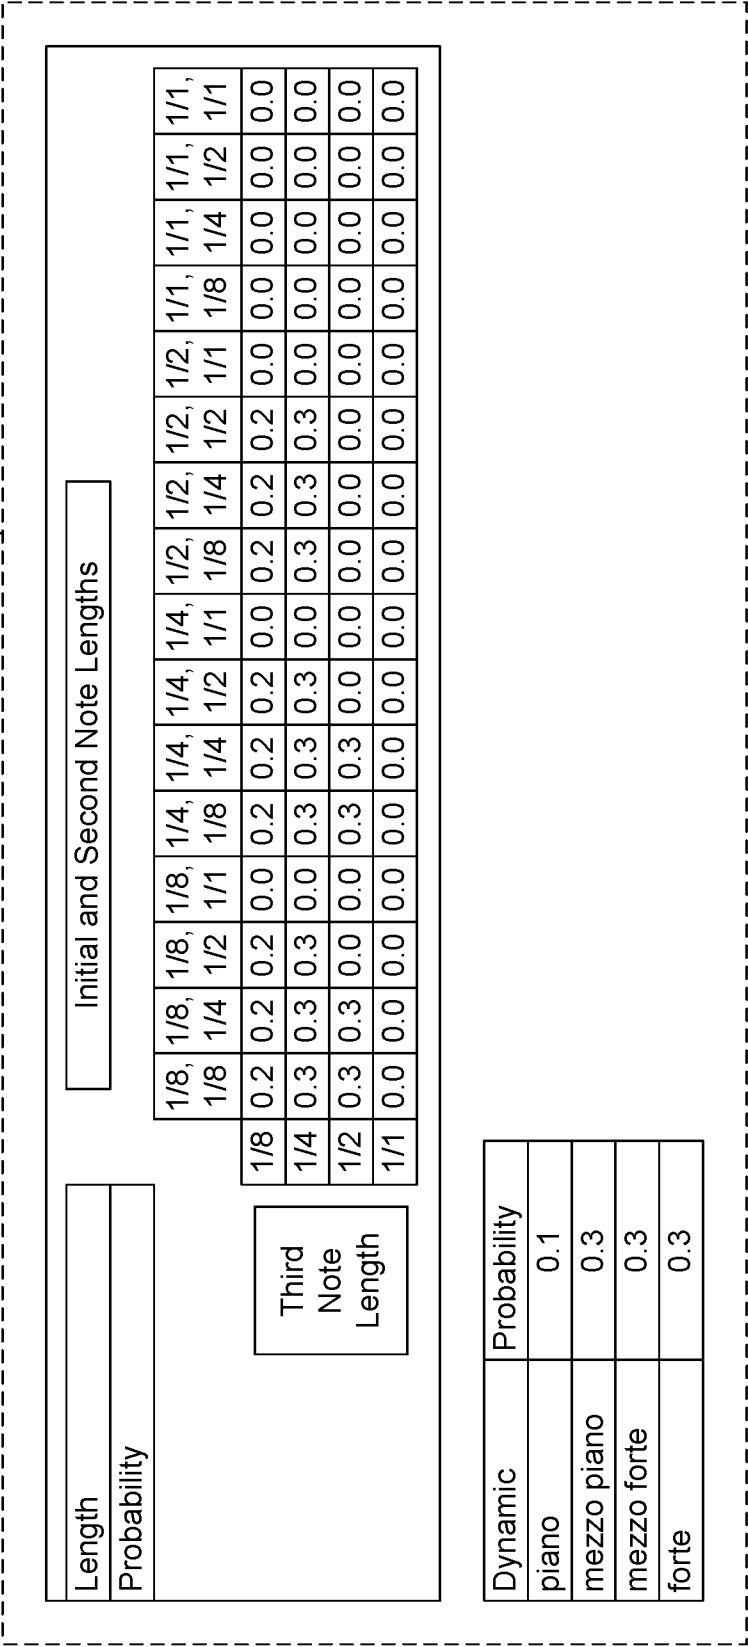 Length
Probability
Initial and Second Note Lengths
1/8, 1/8, 1/8, 1/8, 1/4, 1/4, 1/4, 1/4, 1/2, 1/2, 1/2, 1/2, 1/1, 1/1, 1/1, 1/1,
1/8 1/4 1/2 1/1 1/8 1/4 1/2 1/1 1/8 1/4 1/2 1/1 1/8 1/4 1/2 1/1
1/8 0.2 0.2 0.2 0.0 0.2 0.2 0.2 0.0 0.2 0.2 0.2 0.0 0.0 0.0 0.0 0.0
1/4 0.3 0.3 0.3 0.0 0.3 0.3 0.3 0.0 0.3 0.3 0.3 0.0 0.0 0.0 0.0 0.0
1/2 0.3 0.3 0.0 0.0 0.3 0.3 0.0 0.0 0.0 0.0 0.0 0.0 0.0 0.0 0.0 0.0
1/1 0.0 0.0 0.0 0.0 0.0 0.0 0.0 0.0 0.0 0.0 0.0 0.0 0.0 0.0 0.0 0.0
Third
Note
Length
Dynamic Probability
piano 0.1
mezzo piano 0.3
mezzo forte 0.3
forte 0.3